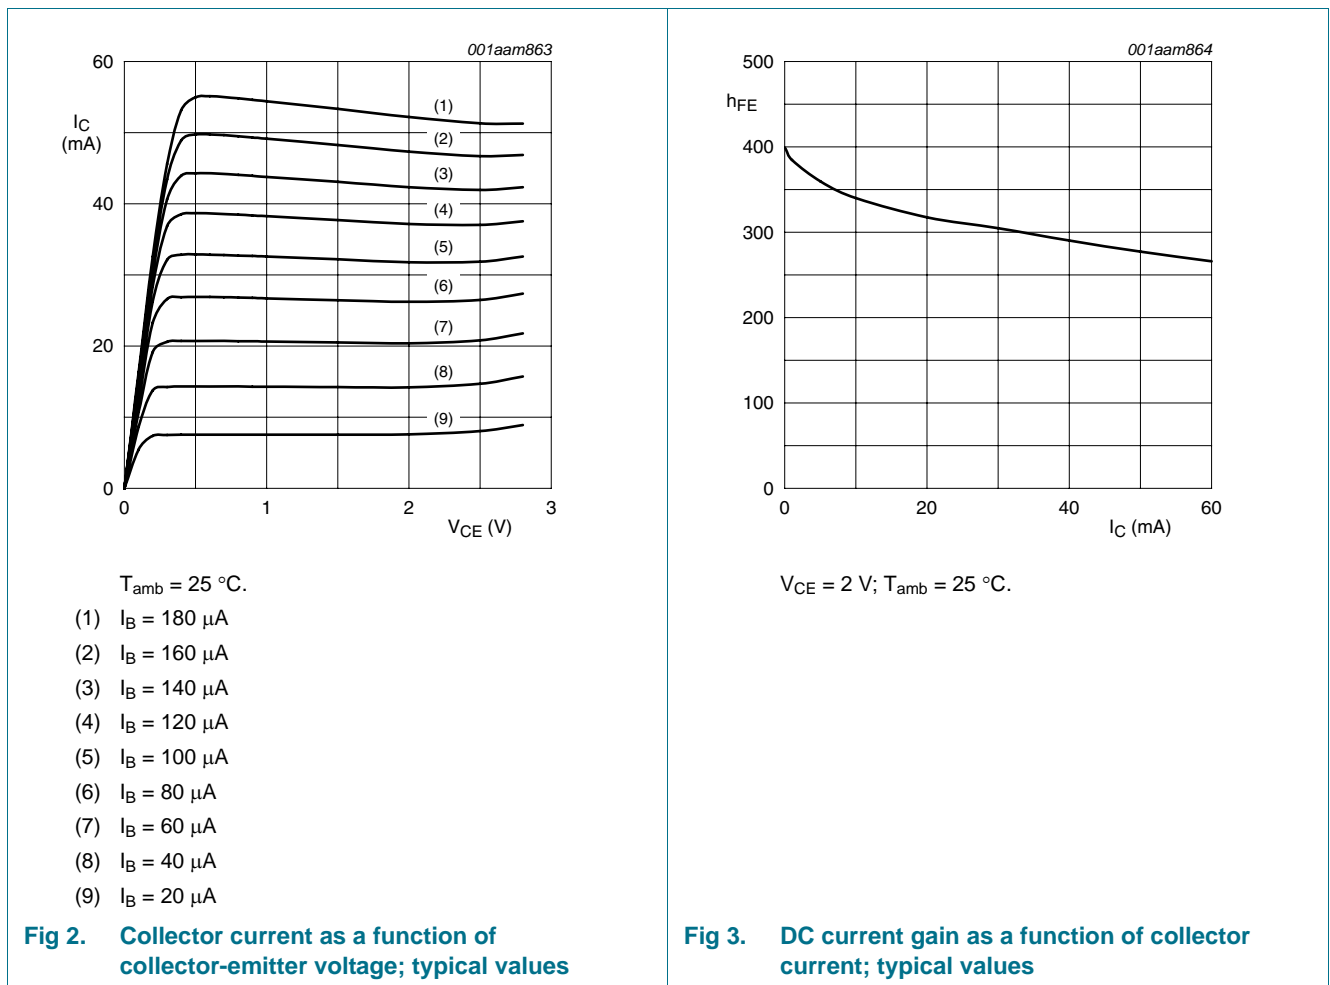 001aam863
60
I_C
(mA)
(1)
(2)
(3)
40
(4)
(5)
(6)
(7)
20
(8)
(9)
0
0 1 2 3
V_CE (V)
T_amb = 25 °C.
(1) I_B = 180 μA
(2) I_B = 160 μA
(3) I_B = 140 μA
(4) I_B = 120 μA
(5) I_B = 100 μA
(6) I_B = 80 μA
(7) I_B = 60 μA
(8) I_B = 40 μA
(9) I_B = 20 μA
Fig 2. Collector current as a function of
collector-emitter voltage; typical values
001aam864
500
h_FE
400
300
200
100
0
0 20 40 60
I_C (mA)
V_CE = 2 V; T_amb = 25 °C.
Fig 3. DC current gain as a function of collector
current; typical values